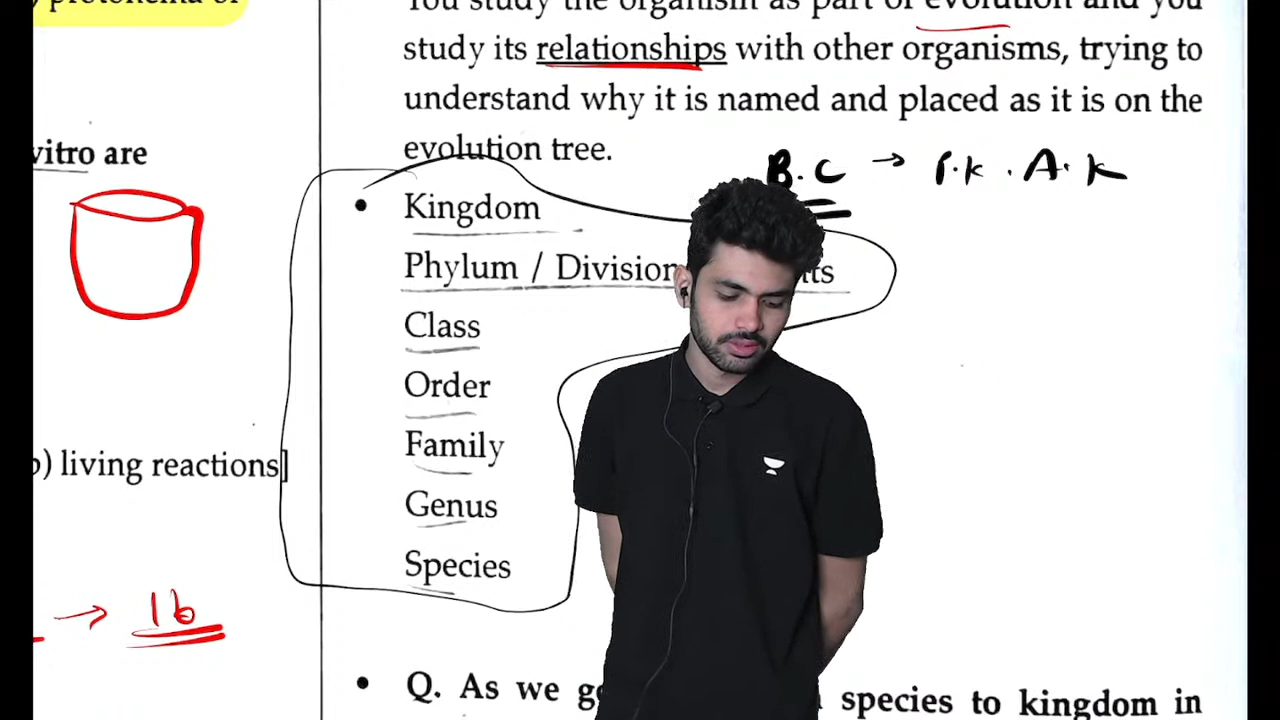 protonema of
You study the organism as part of evolution and you
study its relationships with other organisms, trying to
understand why it is named and placed as it is on the
evolution tree.
vitro are
B.C → P.K . A.K
• Kingdom
Phylum / Division
Class
Order
Family
b) living reactions]
Genus
Species
→ 16
• Q. As we
species to kingdom in